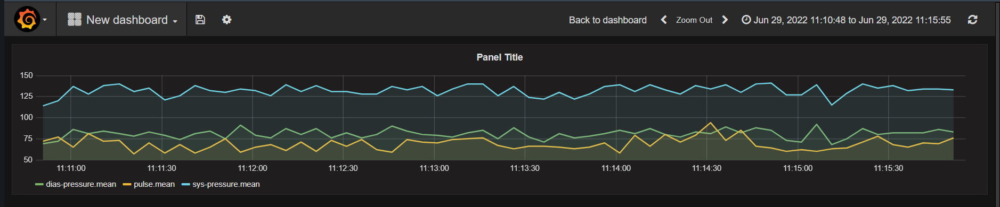 New dashboard
Back to dashboard
Zoom Out
Jun 29, 2022 11:10:48 to Jun 29, 2022 11:15:55
Panel Title
150
125
100
75
50
11:11:00 11:11:30 11:12:00 11:12:30 11:13:00 11:13:30 11:14:00 11:14:30 11:15:00 11:15:30
dias-pressure.mean pulse.mean sys-pressure.mean